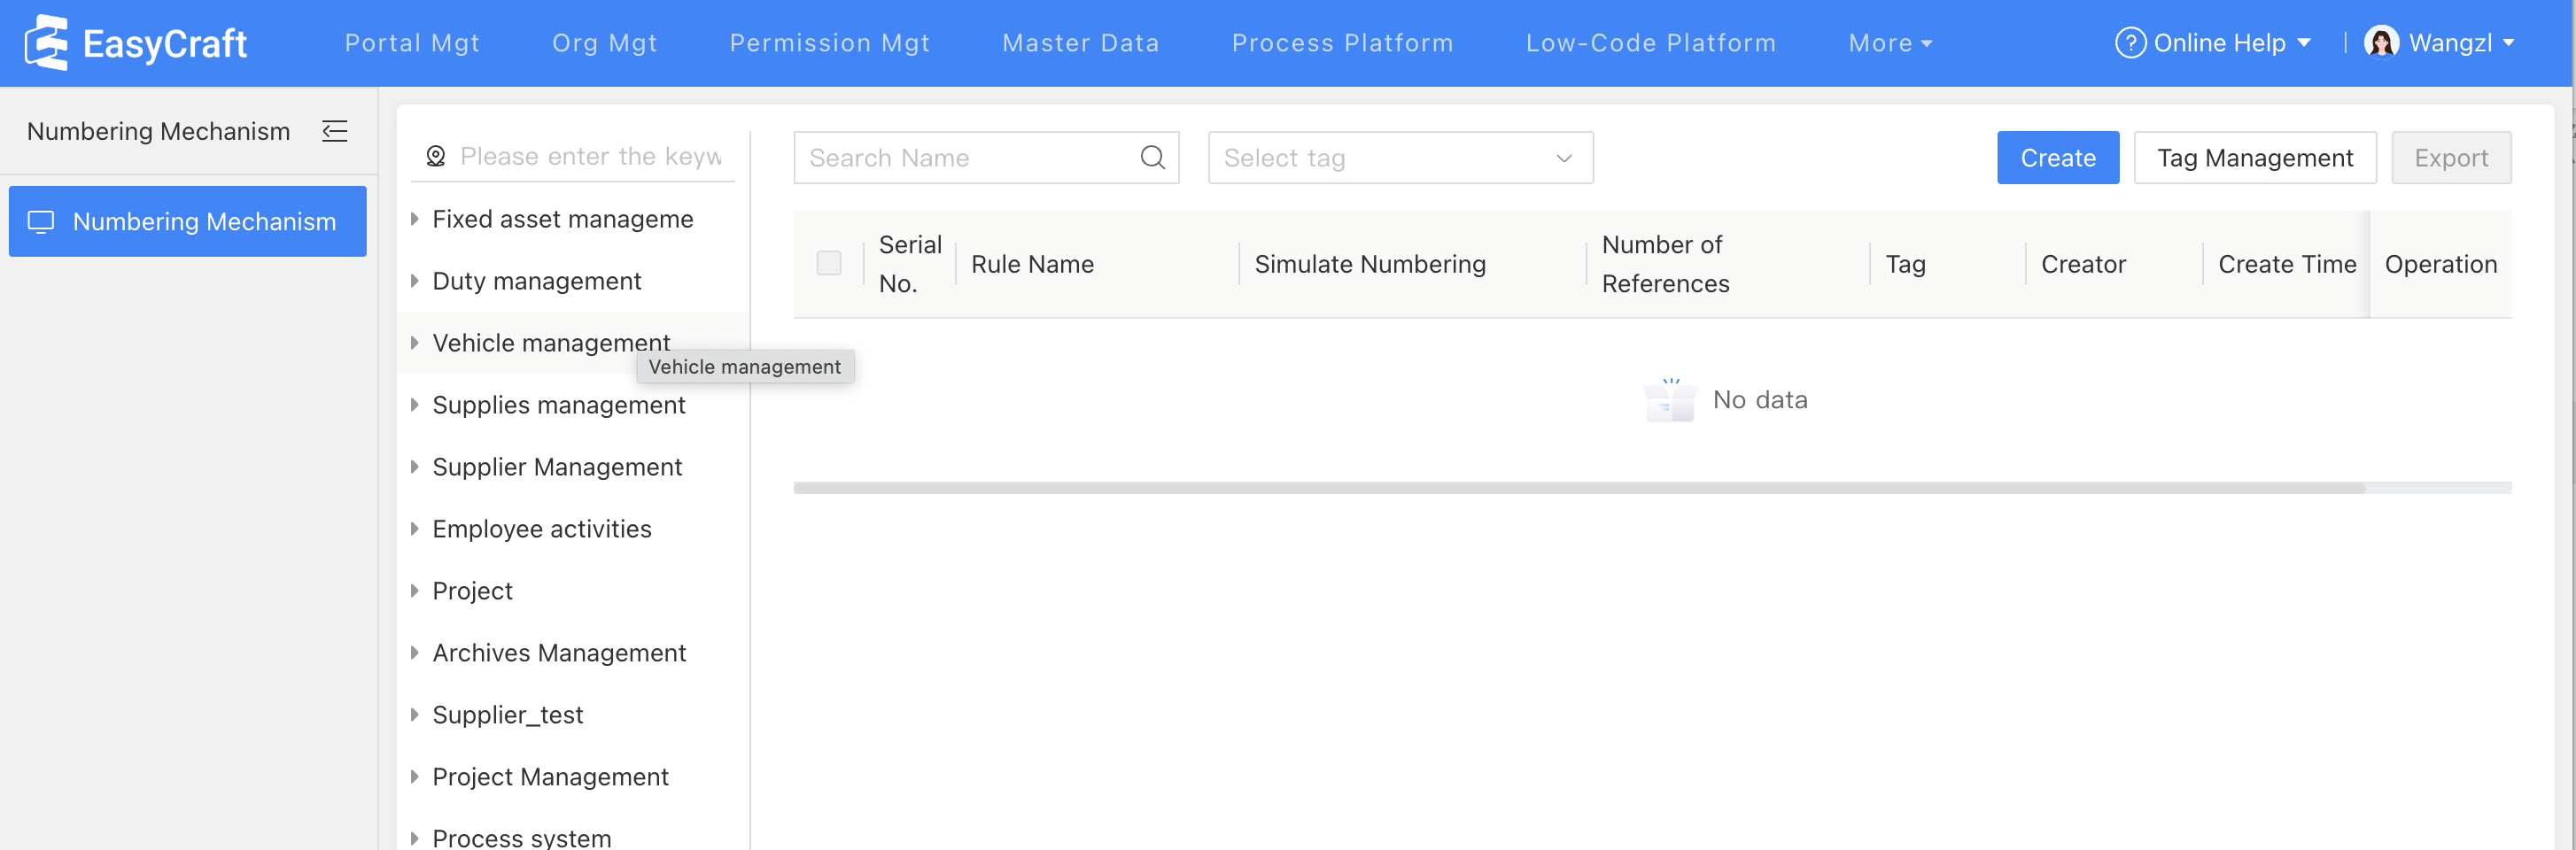 EasyCraft
Portal Mgt
Org Mgt
Permission Mgt
Master Data
Process Platform
Low-Code Platform
More
Online Help
Wangzl
Numbering Mechanism
Numbering Mechanism
Please enter the keyw
Fixed asset manageme
Duty management
Vehicle management
Vehicle management
Supplies management
Supplier Management
Employee activities
Project
Archives Management
Supplier_test
Project Management
Process system
Search Name
Select tag
Create
Tag Management
Export
Serial
No.
Rule Name
Simulate Numbering
Number of
References
Tag
Creator
Create Time
Operation
No data